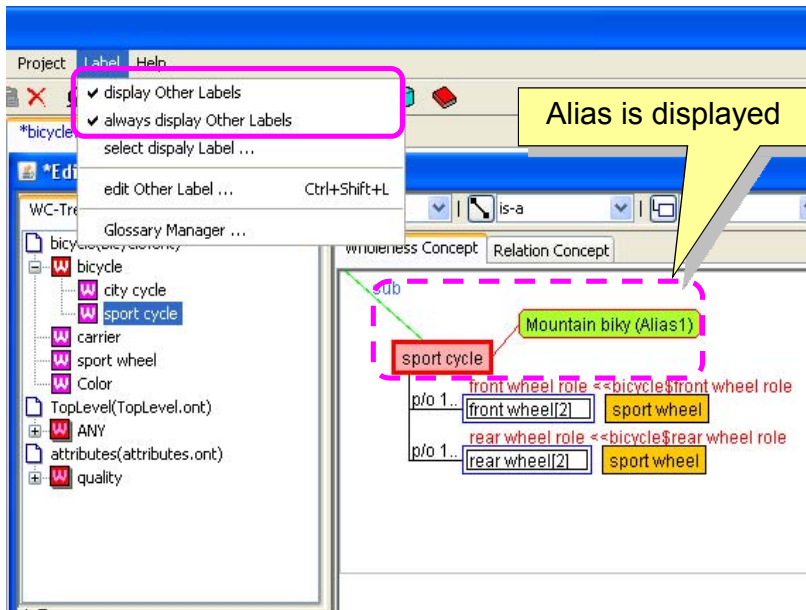 Project Label Help
✔ display Other Labels
✔ always display Other Labels
select dispaly Label ...
edit Other Label ... Ctrl+Shift+L
Glossary Manager ...
Alias is displayed
*bicycle
*Edi
WC-Tre
is-a
bicycle
city cycle
sport cycle
carrier
sport wheel
Color
TopLevel(TopLevel.ont)
ANY
attributes(attributes.ont)
quality
Wholeness Concept Relation Concept
sub
Mountain biky (Alias1)
sport cycle
front wheel role <<bicycle$front wheel role
p/o 1.. front wheel[2] sport wheel
rear wheel role <<bicycle$rear wheel role
p/o 1.. rear wheel[2] sport wheel